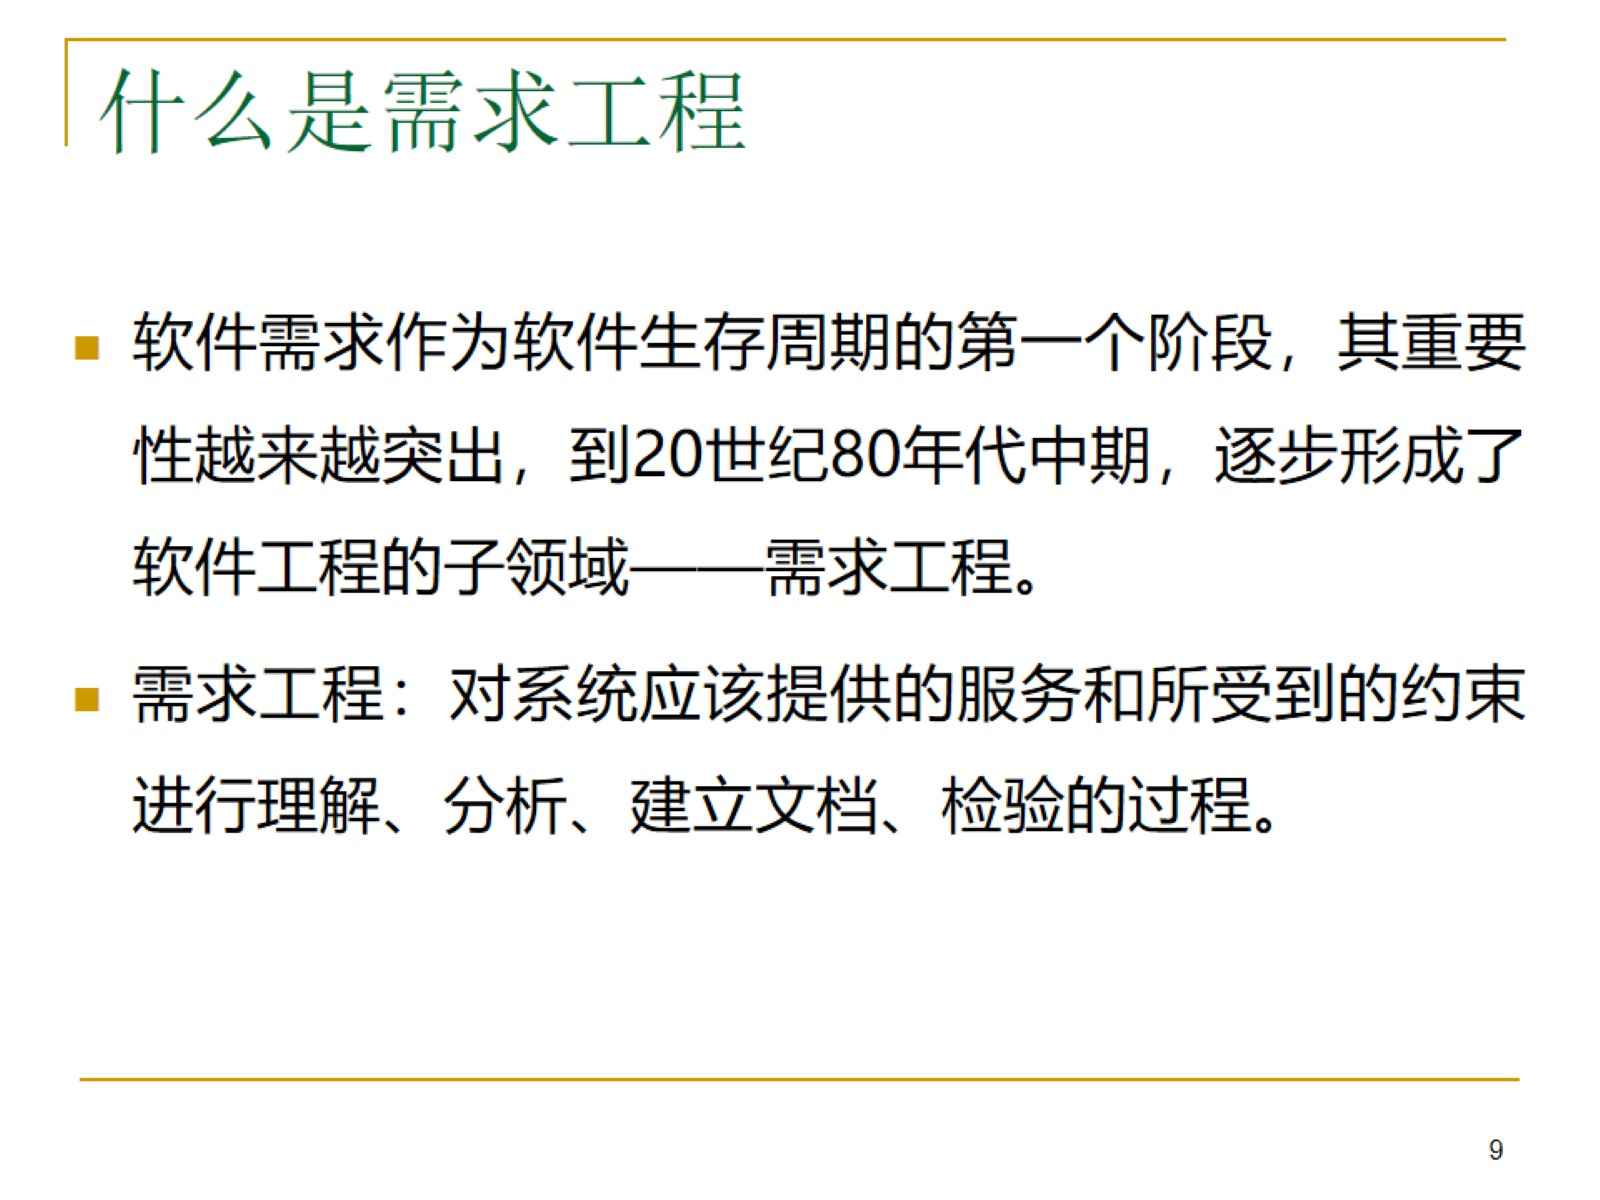 什么是需求工程
软件需求作为软件生存周期的第一个阶段，其重要
性越来越突出，到20世纪80年代中期，逐步形成了
软件工程的子领域——需求工程。
需求工程：对系统应该提供的服务和所受到的约束
进行理解、分析、建立文档、检验的过程。
9